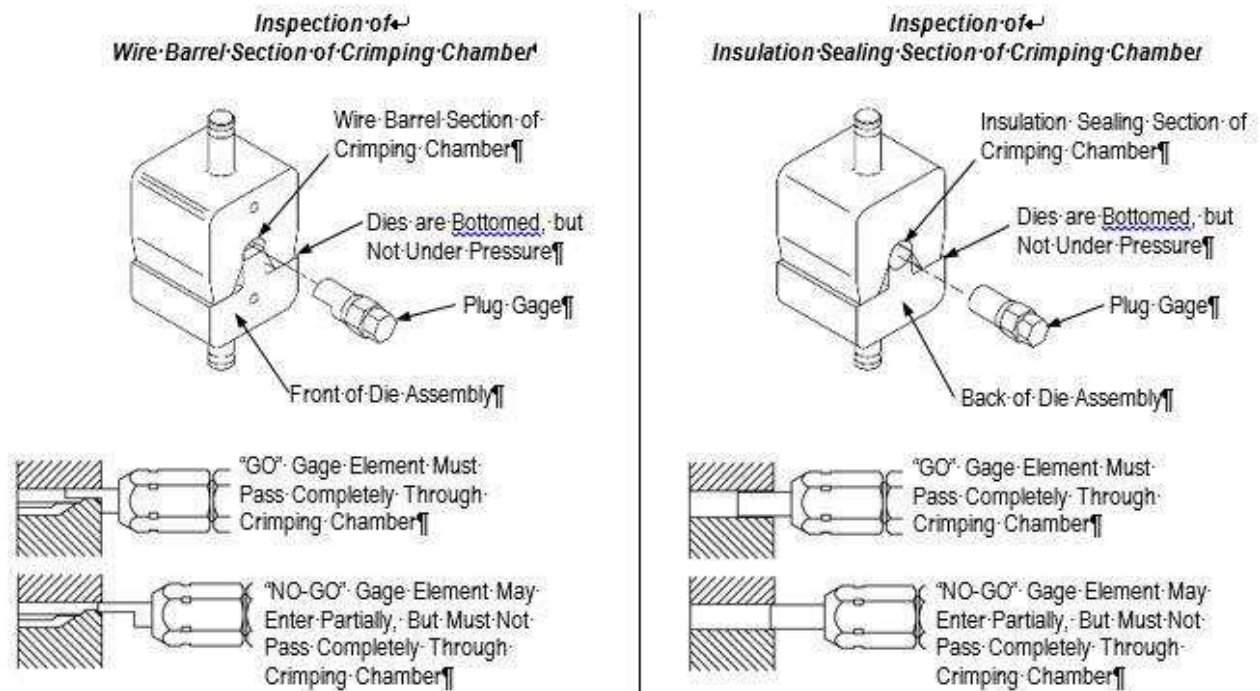 Inspection of↵
Wire Barrel Section of Crimping Chamber¶
Wire Barrel Section of
Crimping Chamber¶
Dies are Bottomed, but
Not Under Pressure¶
Plug Gage¶
Front of Die Assembly¶
"GO" Gage Element Must
Pass Completely Through
Crimping Chamber¶
"NO-GO" Gage Element May
Enter Partially, But Must Not
Pass Completely Through
Crimping Chamber¶
Inspection of↵
Insulation Sealing Section of Crimping Chamber
Insulation Sealing Section of
Crimping Chamber¶
Dies are Bottomed, but
Not Under Pressure¶
Plug Gage¶
Back of Die Assembly¶
"GO" Gage Element Must
Pass Completely Through
Crimping Chamber¶
"NO-GO" Gage Element May
Enter Partially, But Must Not
Pass Completely Through
Crimping Chamber¶